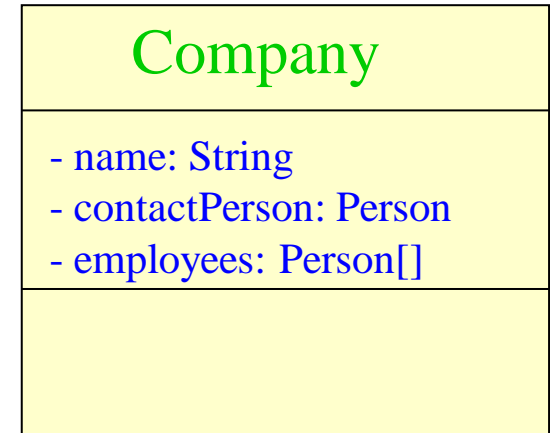 Company
- name: String
- contactPerson: Person
- employees: Person[]